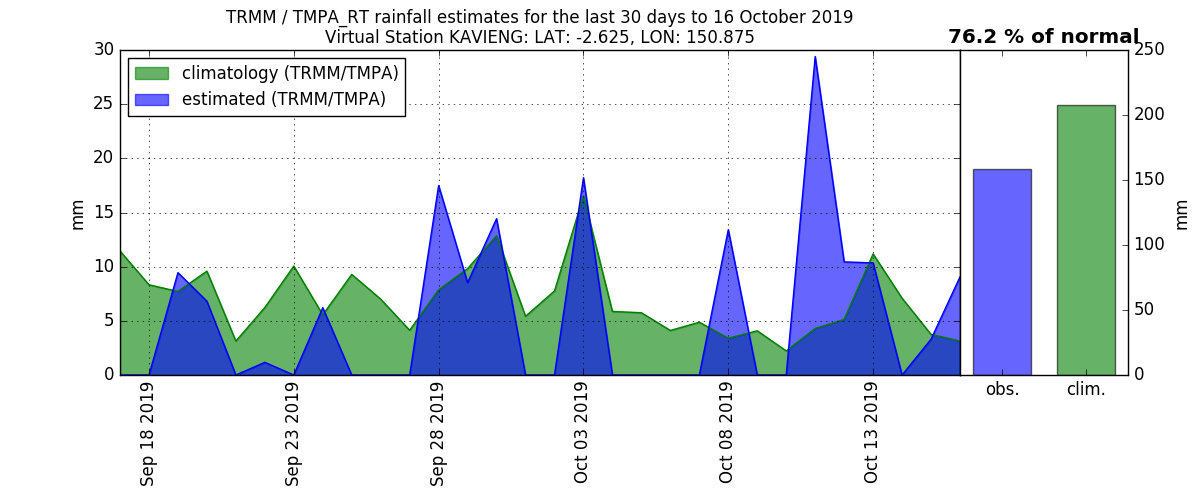 TRMM / TMPA_RT rainfall estimates for the last 30 days to 16 October 2019
Virtual Station KAVIENG: LAT: -2.625, LON: 150.875
76.2 % of normal
climatology (TRMM/TMPA)
estimated (TRMM/TMPA)
30
25
20
15
10
5
0
mm
Sep 18 2019
Sep 23 2019
Sep 28 2019
Oct 03 2019
Oct 08 2019
Oct 13 2019
obs.
clim.
250
200
150
100
50
0
mm